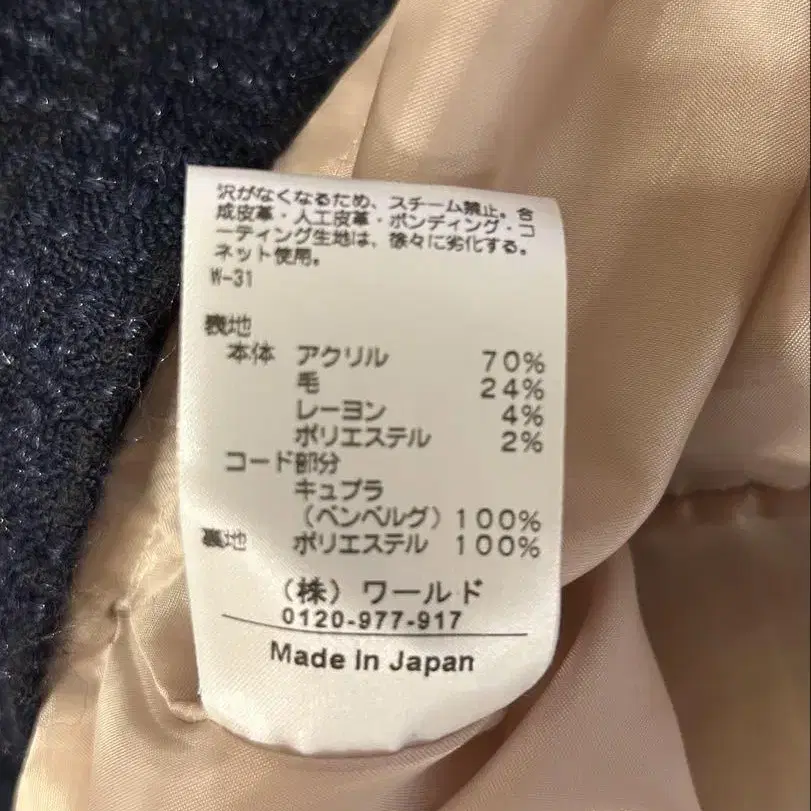 沢がなくなるため、スチーム禁止。合
成皮革・人工皮革・ボンディング・コ
ーティング生地は、徐々に劣化する。
ネット使用。
W-31
表地
本体 アクリル 70%
毛 24%
レーヨン 4%
ポリエステル 2%
コード部分
キュプラ
（ベンベルグ）100%
裏地 ポリエステル 100%
（株）ワールド
0120-977-917
Made In Japan